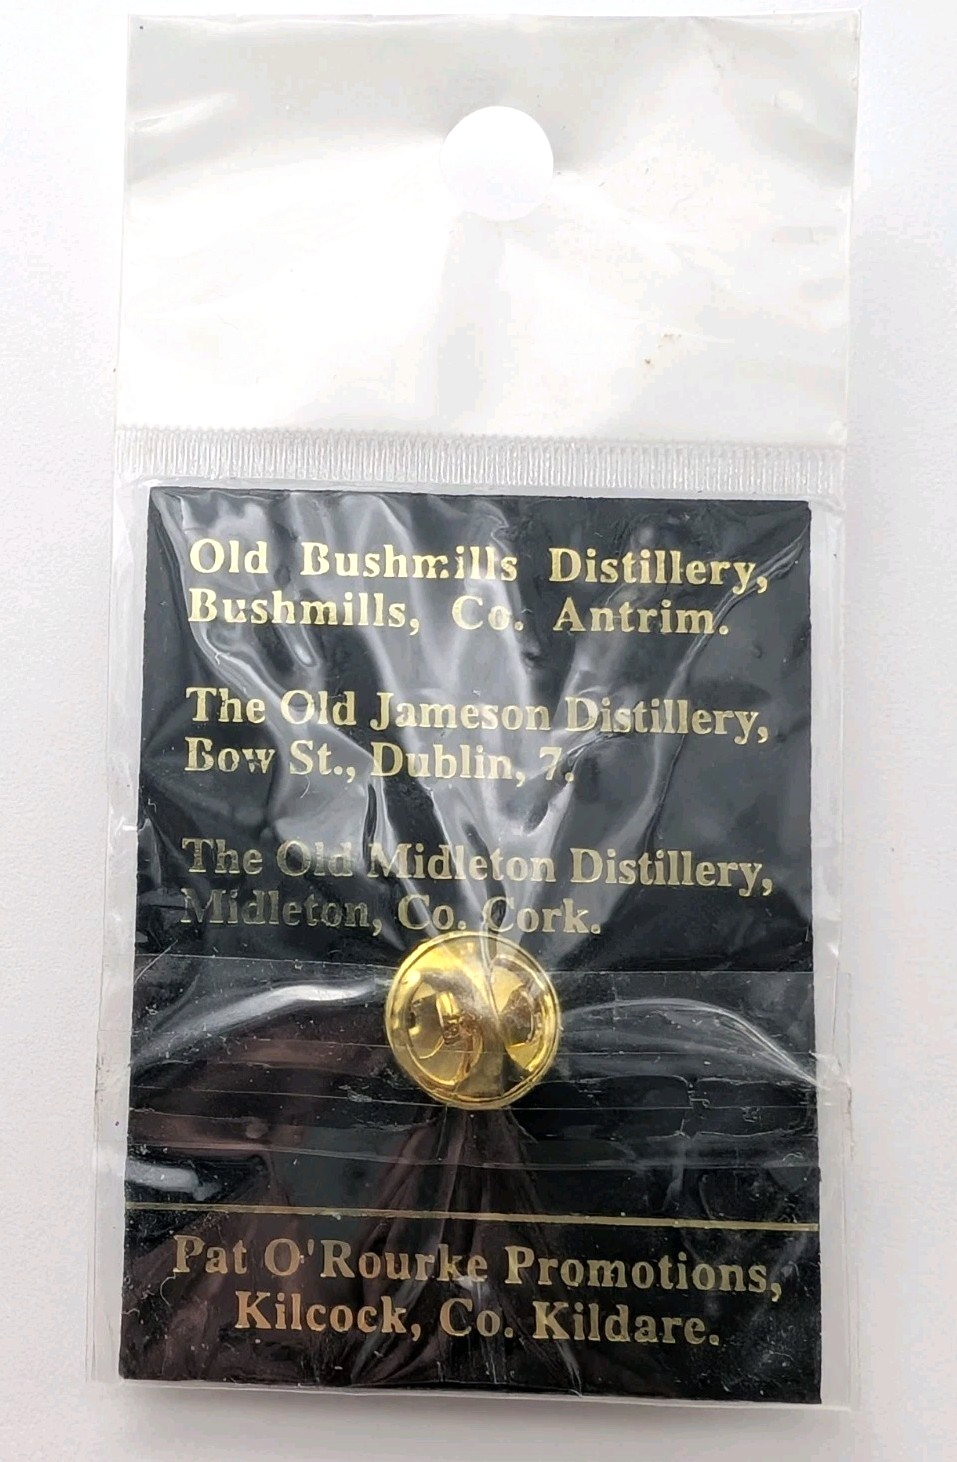 Old Bushmills Distillery,
Bushmills, Co. Antrim.
The Old Jameson Distillery,
Bow St., Dublin, 7.
The Old Midleton Distillery,
Midleton, Co. Cork.
Pat O'Rourke Promotions,
Kilcock, Co. Kildare.